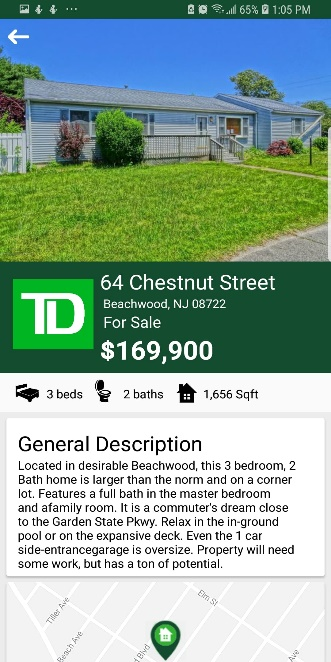 65% 1:05 PM
TD
64 Chestnut Street
Beachwood, NJ 08722
For Sale
$169,900
3 beds
2 baths
1,656 Sqft
General Description
Located in desirable Beachwood, this 3 bedroom, 2
Bath home is larger than the norm and on a corner
lot. Features a full bath in the master bedroom
and afamily room. It is a commuter's dream close
to the Garden State Pkwy. Relax in the in-ground
pool or on the expansive deck. Even the 1 car
side-entrancegarage is oversize. Property will need
some work, but has a ton of potential.
Tiller Ave
Elm St
Beach Ave
d Blvd
Ave